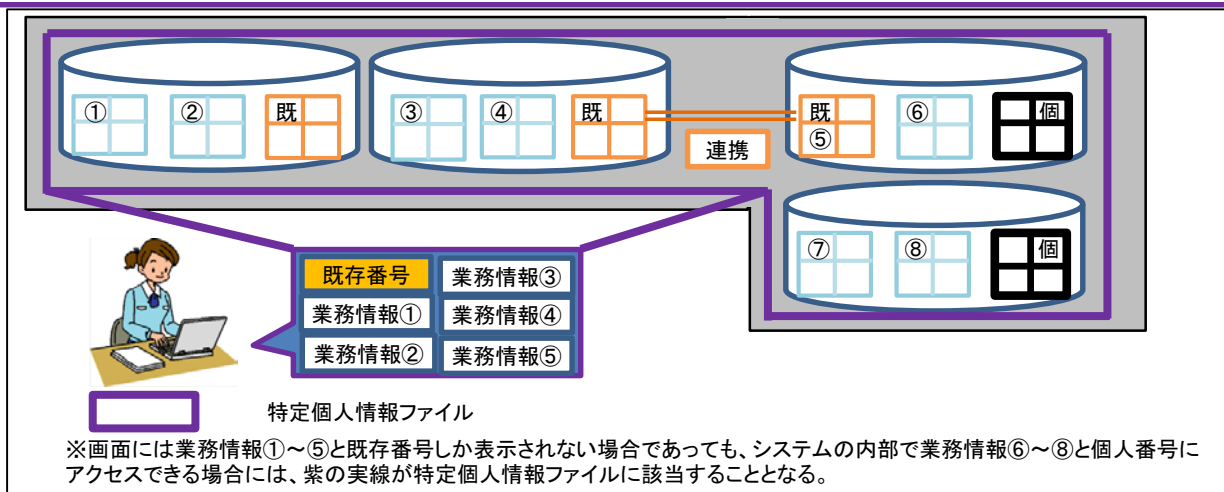 ① ② 既 ③ ④ 既 既 ⑥ 個
⑤
連携
⑦ ⑧ 個
既存番号 業務情報③
業務情報① 業務情報④
業務情報② 業務情報⑤
特定個人情報ファイル
※画面には業務情報①～⑤と既存番号しか表示されない場合であっても、システムの内部で業務情報⑥～⑧と個人番号に
アクセスできる場合には、紫の実線が特定個人情報ファイルに該当することとなる。